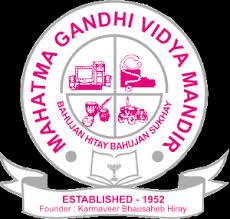 MAHATMA GANDHI VIDYA MANDIR
BAHUJAN HITAY BAHUJAN SUKHAY
ESTABLISHED - 1952
Founder : Karmaveer Bhausaheb Hiray